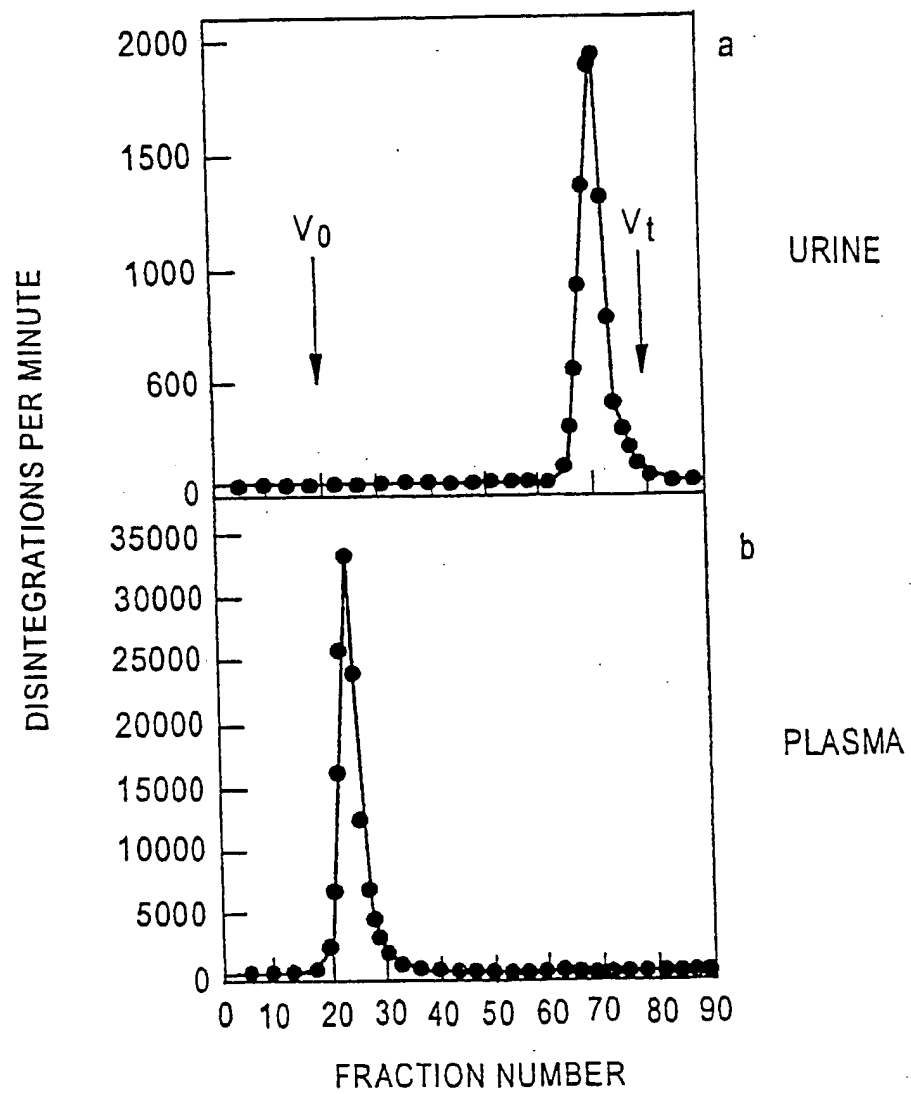 a
2000
1500
1000
600
0
V0
Vt
URINE
DISINTEGRATIONS PER MINUTE
b
35000
30000
25000
20000
15000
10000
5000
0
PLASMA
0 10 20 30 40 50 60 70 80 90
FRACTION NUMBER